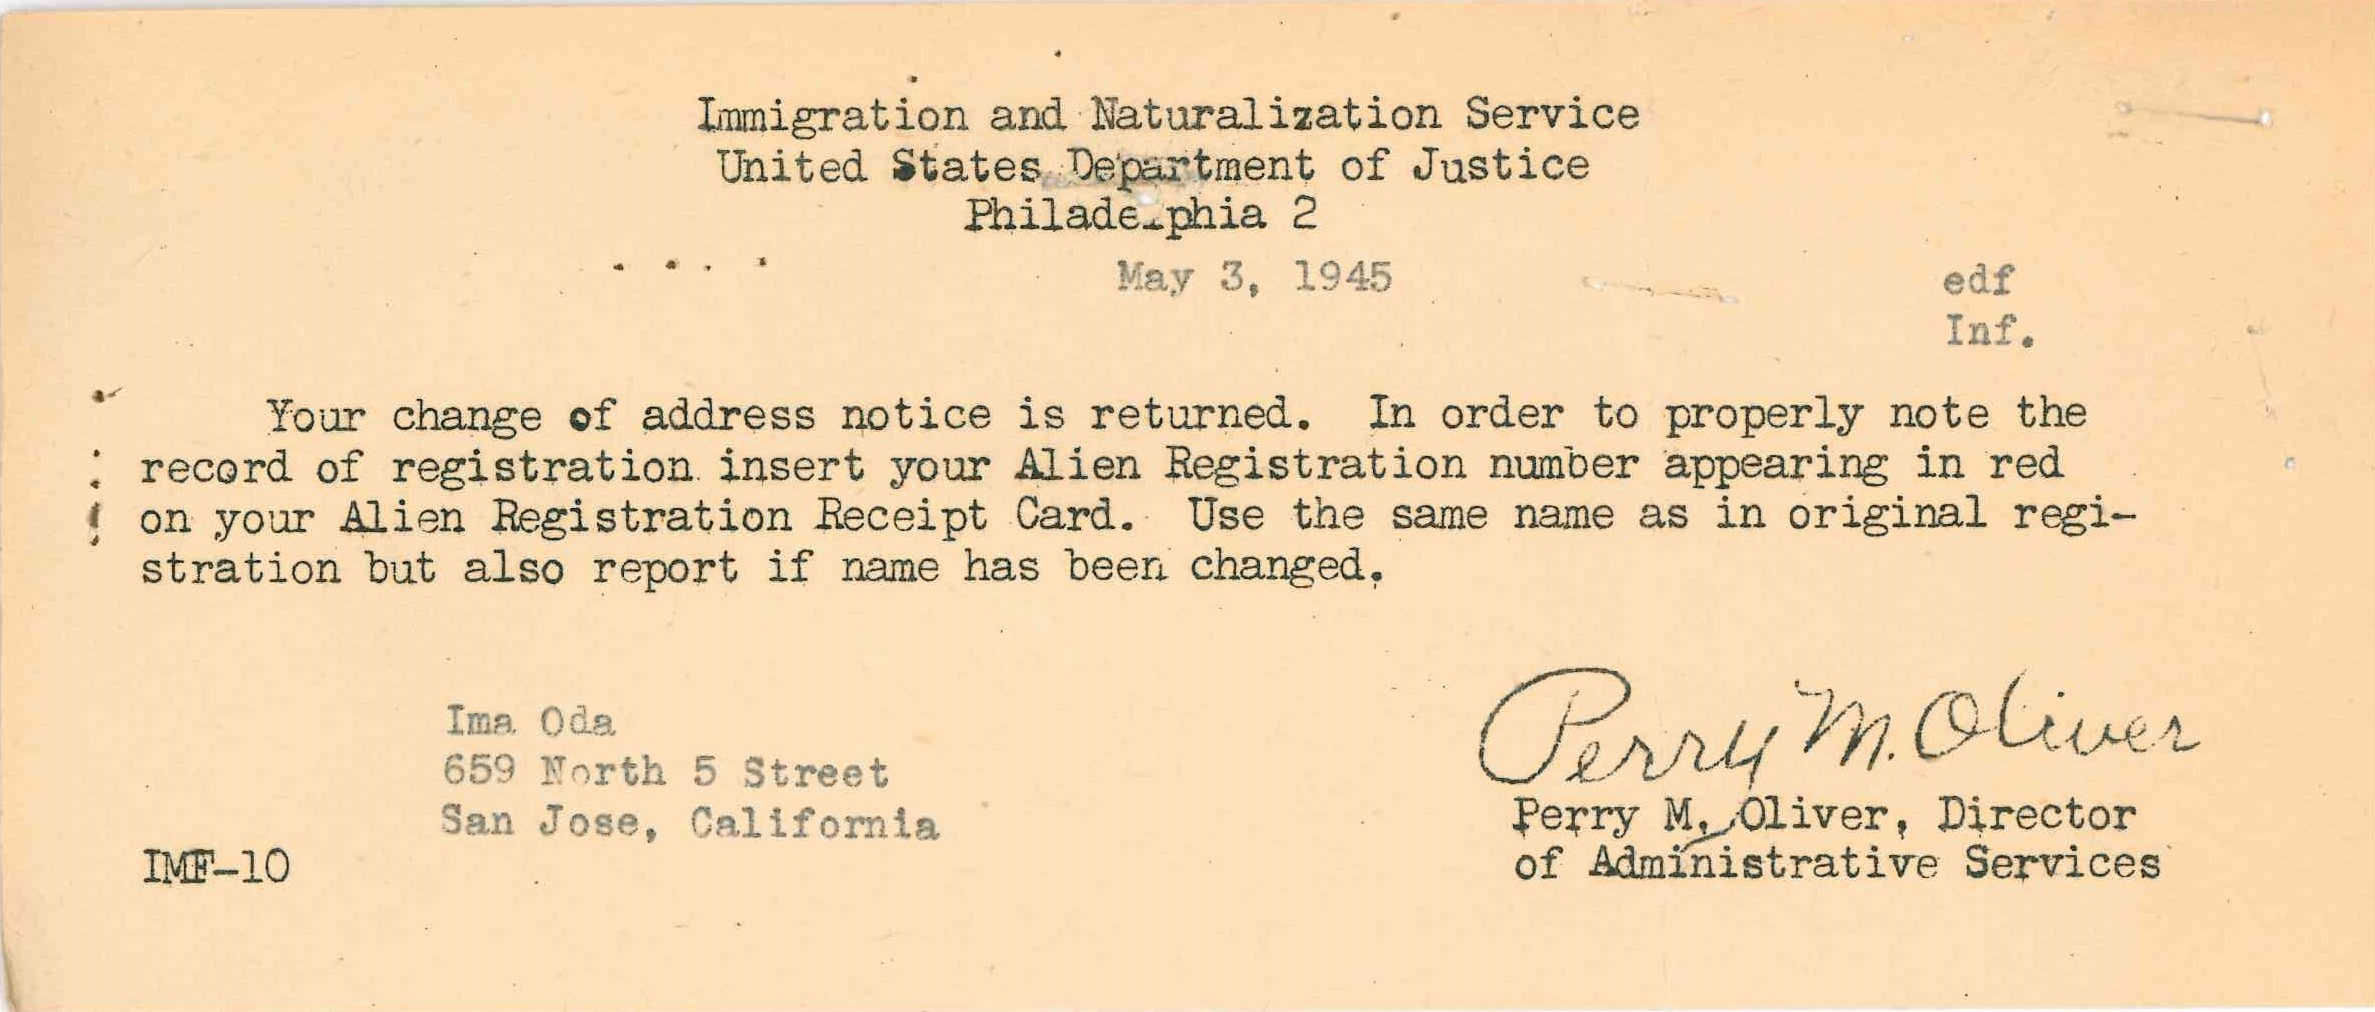 Immigration and Naturalization Service
United States Department of Justice
Philadelphia 2
May 3, 1945
edf
Inf.
Your change of address notice is returned. In order to properly note the
record of registration insert your Alien Registration number appearing in red
on your Alien Registration Receipt Card. Use the same name as in original regi-
stration but also report if name has been changed.
Ima Oda
659 North 5 Street
San Jose, California
Perry M. Oliver
Perry M. Oliver, Director
of Administrative Services
IMF-10